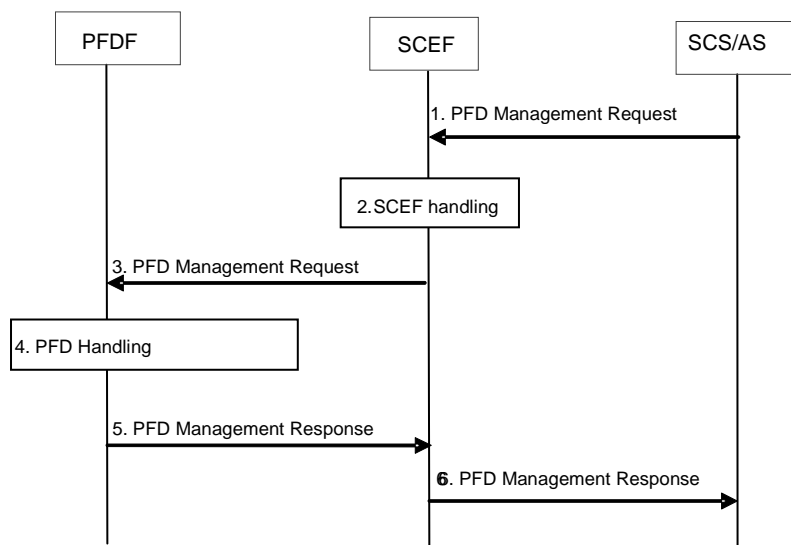 PFDF
SCEF
SCS/AS
1. PFD Management Request
2.SCEF handling
3. PFD Management Request
4. PFD Handling
5. PFD Management Response
6. PFD Management Response